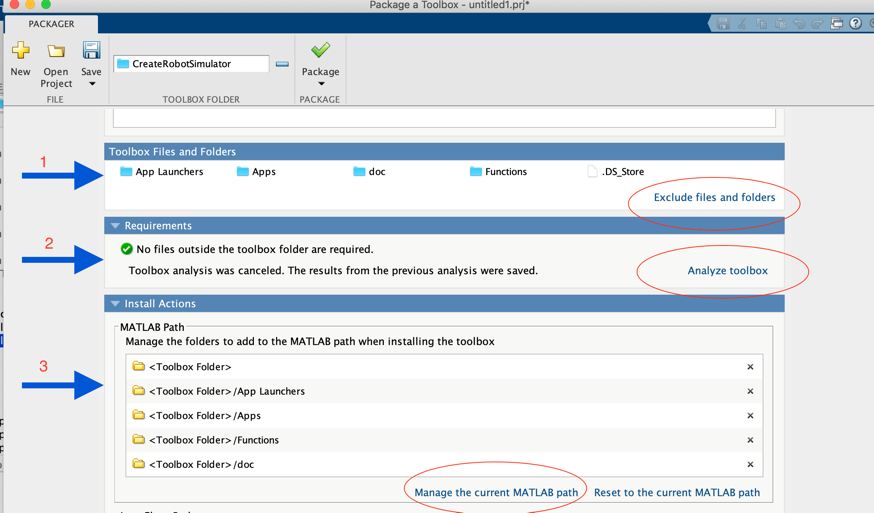 Package a Toolbox - untitled1.prj*
PACKAGER
New
Open Project
Save
CreateRobotSimulator
Package
FILE
TOOLBOX FOLDER
PACKAGE
1
Toolbox Files and Folders
App Launchers
Apps
doc
Functions
.DS_Store
Exclude files and folders
2
Requirements
No files outside the toolbox folder are required.
Toolbox analysis was canceled. The results from the previous analysis were saved.
Analyze toolbox
Install Actions
3
MATLAB Path
Manage the folders to add to the MATLAB path when installing the toolbox
<Toolbox Folder>
<Toolbox Folder>/App Launchers
<Toolbox Folder>/Apps
<Toolbox Folder>/Functions
<Toolbox Folder>/doc
Manage the current MATLAB path
Reset to the current MATLAB path